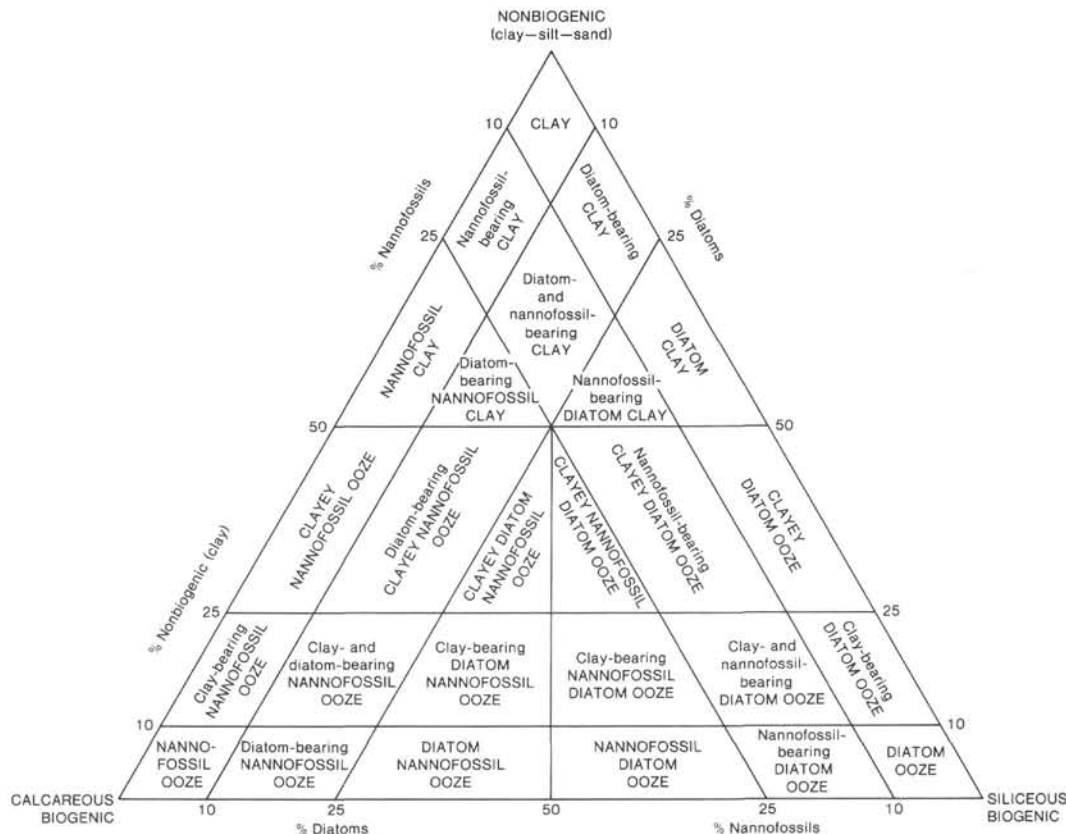 NONBIOGENIC
(clay—silt—sand)
10
CLAY
10
% Nannofossils
Nannofossil-
bearing
CLAY
Diatom-bearing
CLAY
% Diatoms
25
25
Diatom-
and
nannofossil-
bearing
CLAY
NANNOFOSSIL
CLAY
DIATOM
CLAY
Diatom-
bearing
NANNOFOSSIL
CLAY
Nannofossil-
bearing
DIATOM CLAY
50
50
CLAYEY
NANNOFOSSIL OOZE
Diatom-bearing
CLAYEY NANNOFOSSIL
OOZE
CLAYEY DIATOM
NANNOFOSSIL
OOZE
CLAYEY NANNOFOSSIL
DIATOM OOZE
Nannofossil-bearing
CLAYEY DIATOM OOZE
CLAYEY
DIATOM OOZE
% Nonbiogenic (clay)
25
25
Clay-bearing
NANNOFOSSIL
OOZE
Clay- and
diatom-bearing
NANNOFOSSIL
OOZE
Clay-bearing
DIATOM
NANNOFOSSIL
OOZE
Clay-bearing
NANNOFOSSIL
DIATOM OOZE
Clay- and
nannofossil-
bearing
DIATOM OOZE
Clay-bearing
DIATOM OOZE
10
10
NANNO-
FOSSIL
OOZE
Diatom-bearing
NANNOFOSSIL
OOZE
DIATOM
NANNOFOSSIL
OOZE
NANNOFOSSIL
DIATOM
OOZE
Nannofossil-
bearing
DIATOM
OOZE
DIATOM
OOZE
CALCAREOUS
BIOGENIC
10
25
50
25
10
SILICEOUS
BIOGENIC
% Diatoms
% Nannofossils